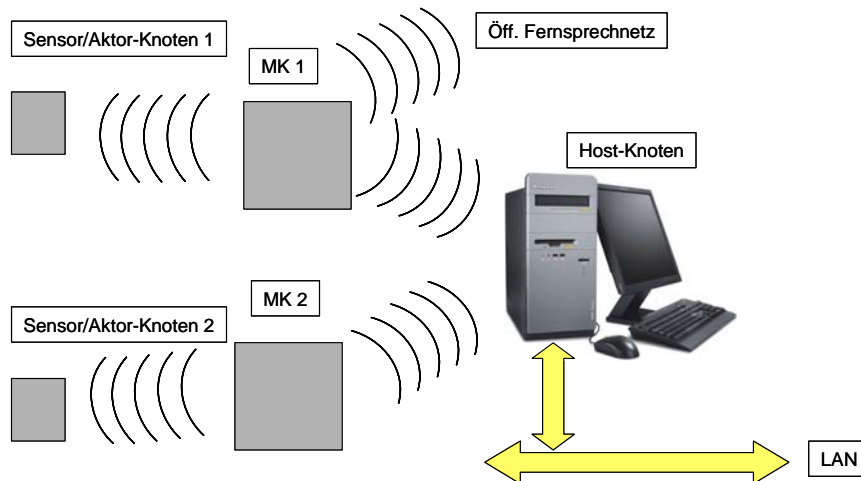 Sensor/Aktor-Knoten 1
MK 1
Öff. Fernsprechnetz
Host-Knoten
Sensor/Aktor-Knoten 2
MK 2
LAN